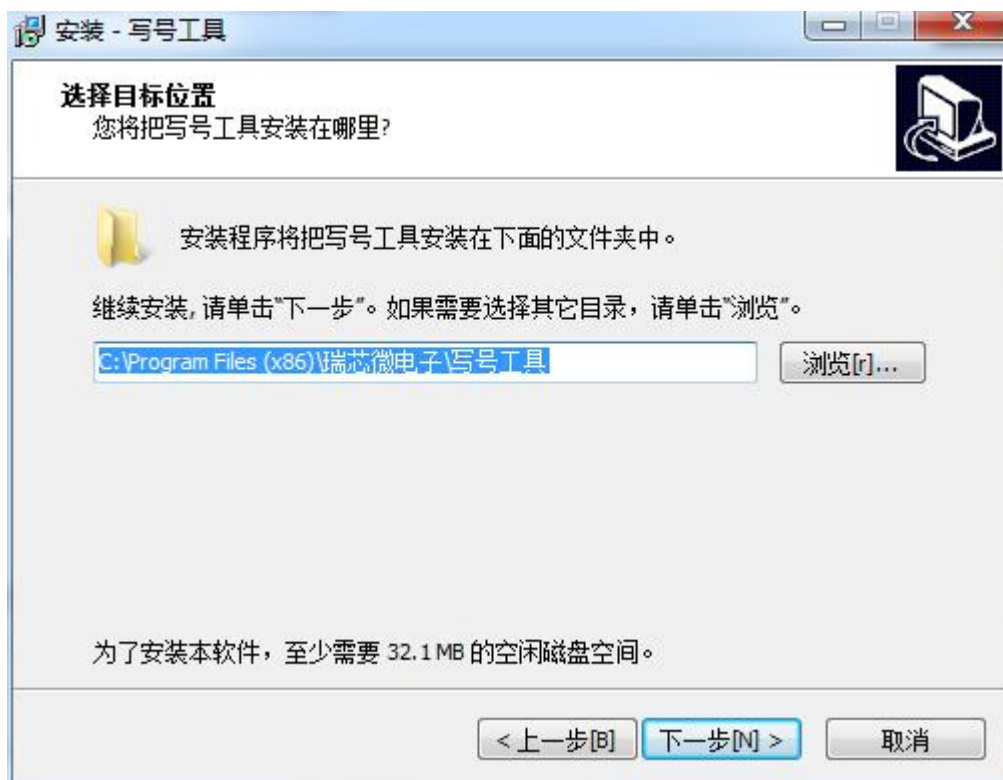 安装 - 写号工具
选择目标位置
您将把写号工具安装在哪里?
安装程序将把写号工具安装在下面的文件夹中。
继续安装,请单击“下一步”。如果需要选择其它目录，请单击“浏览”。
C:\Program Files (x86)\瑞芯微电子\写号工具
浏览[r]...
为了安装本软件，至少需要 32.1 MB 的空闲磁盘空间。
< 上一步[B] 下一步[N] > 取消